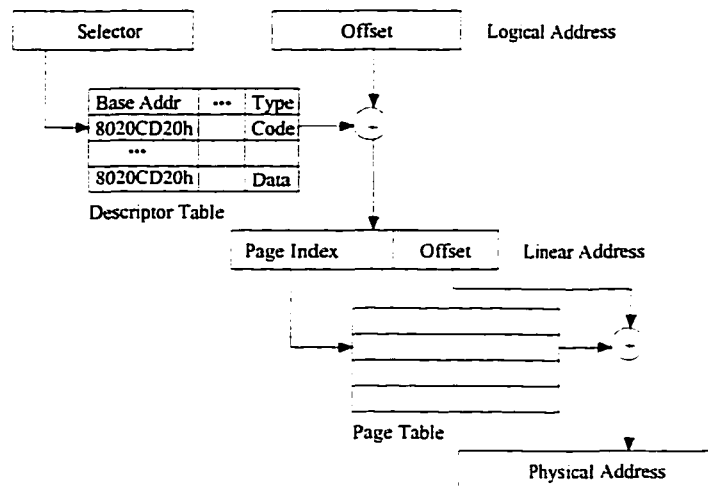 Selector Offset Logical Address
Base Addr ... Type
8020CD20h Code
...
8020CD20h Data
Descriptor Table
Page Index Offset Linear Address
Page Table
Physical Address